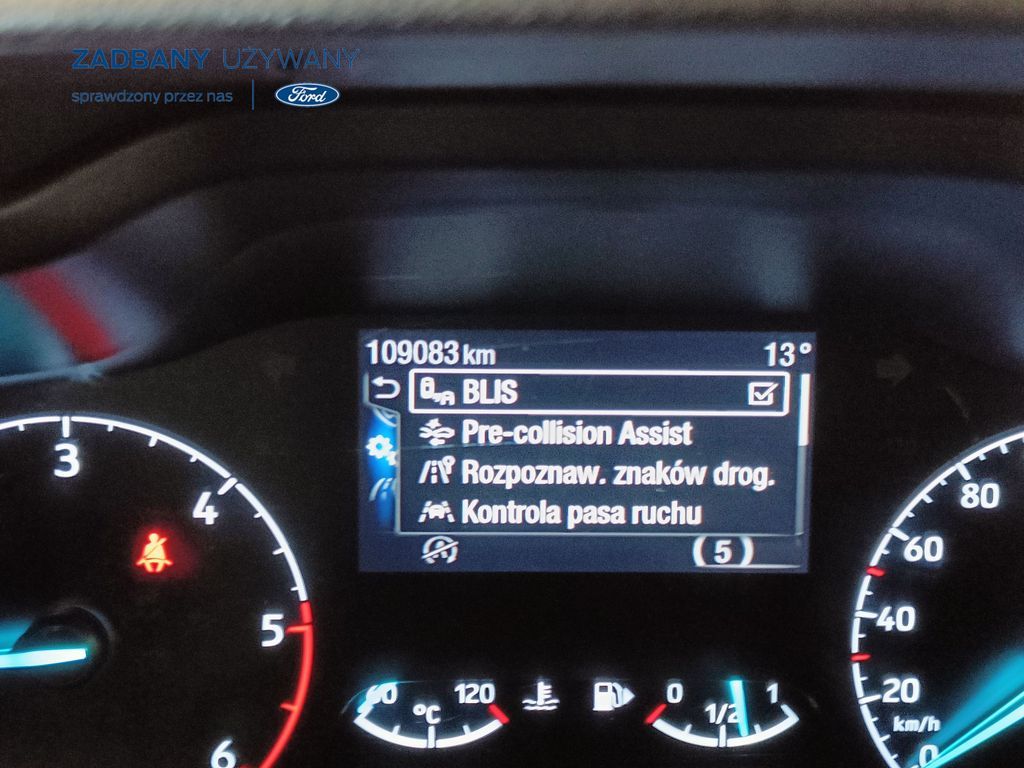 ZADBANY UŻYWANY
sprawdzony przez nas
Ford
109083 km 13°
BLIS
Pre-collision Assist
Rozpoznaw. znaków drog.
Kontrola pasa ruchu
(5)
3
4
5
6
60 120
°C
0 1/2 1
80
60
40
20
km/h
0